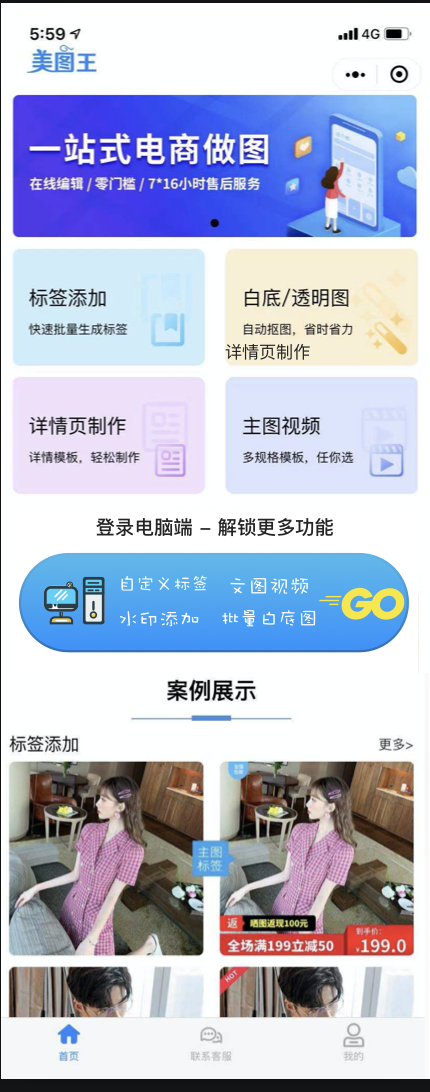 5:59
4G
美图王
一站式电商做图
在线编辑 / 零门槛 / 7*16小时售后服务
标签添加
快速批量生成标签
白底/透明图
自动抠图，省时省力
详情页制作
详情页制作
详情模板，轻松制作
主图视频
多规格模板，任你选
登录电脑端 – 解锁更多功能
自定义标签 文图视频
水印添加 批量白底图
GO
案例展示
标签添加
更多>
主图
标签
返 晒图返现100元
全场满199立减50
到手价:
¥199.0
HOT
首页
联系客服
我的